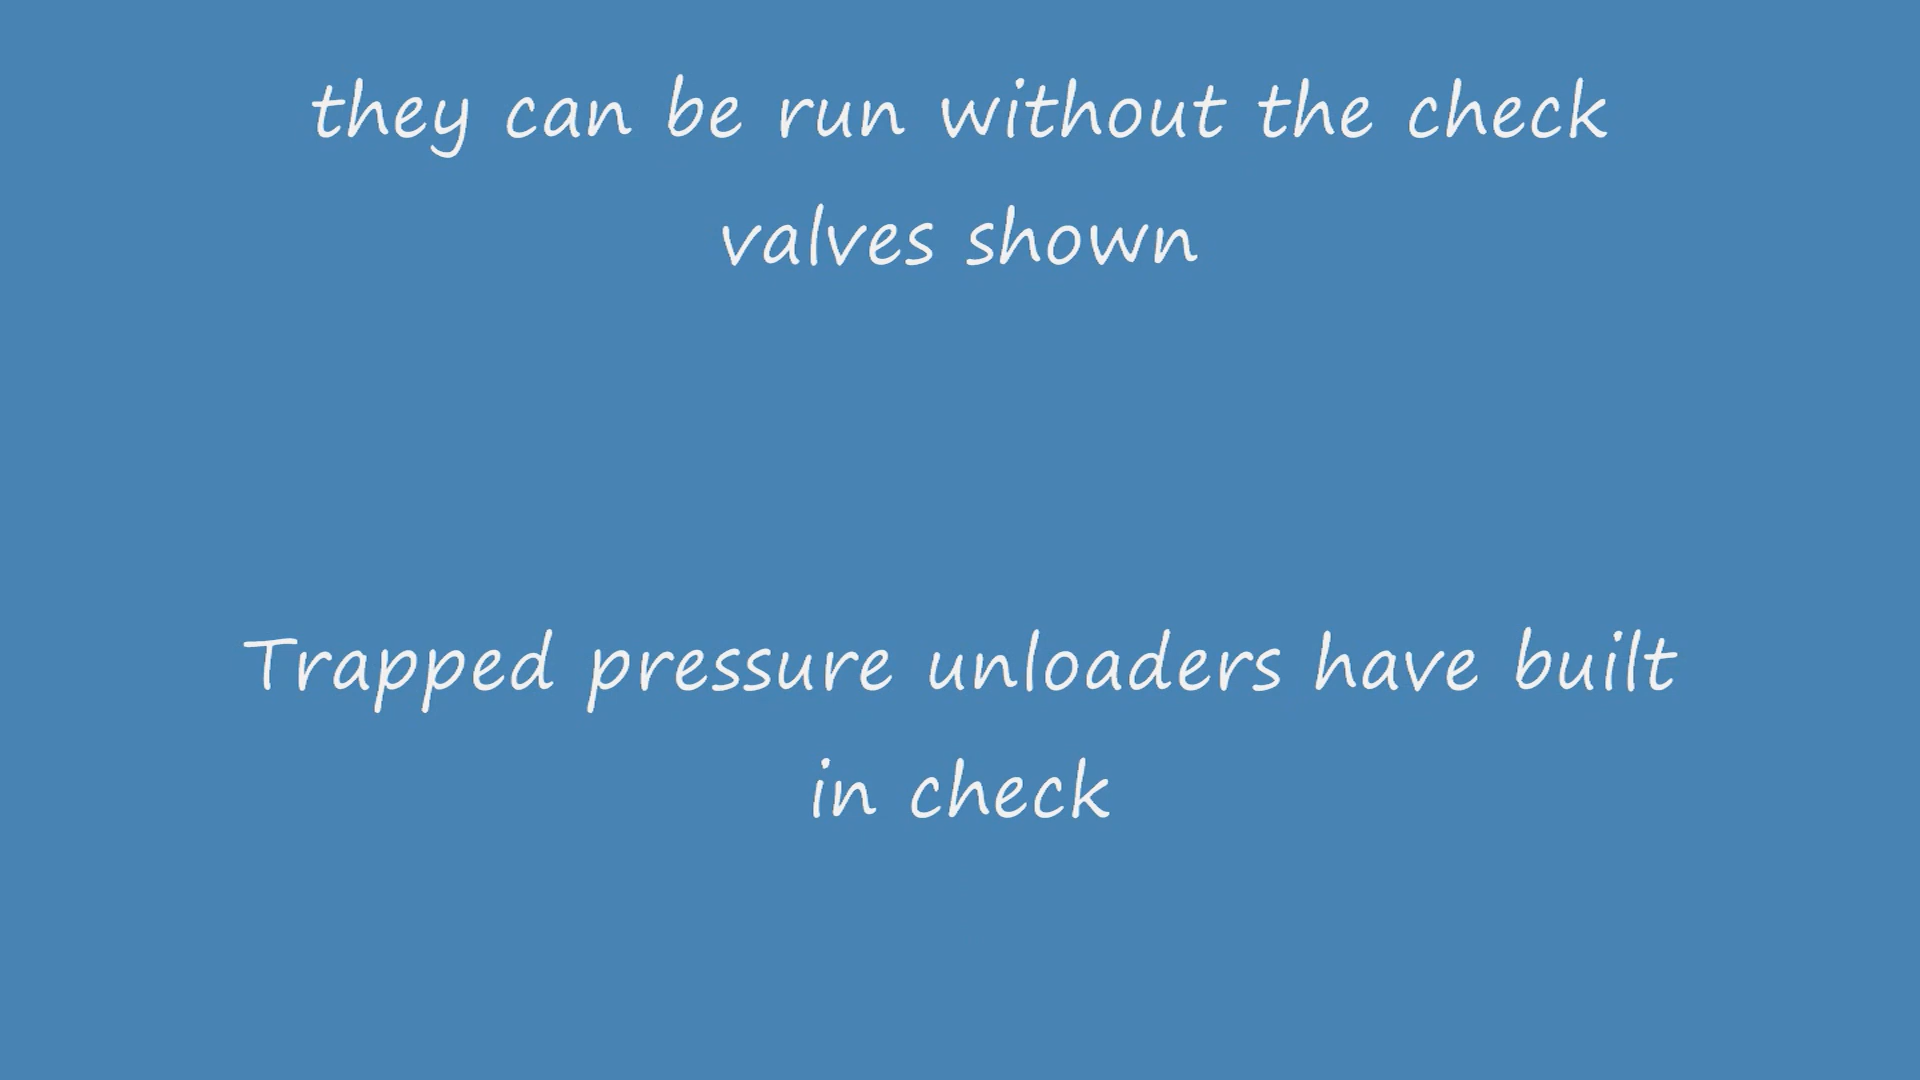 they can be run without the check
valves shown
Trapped pressure unloaders have built
in check